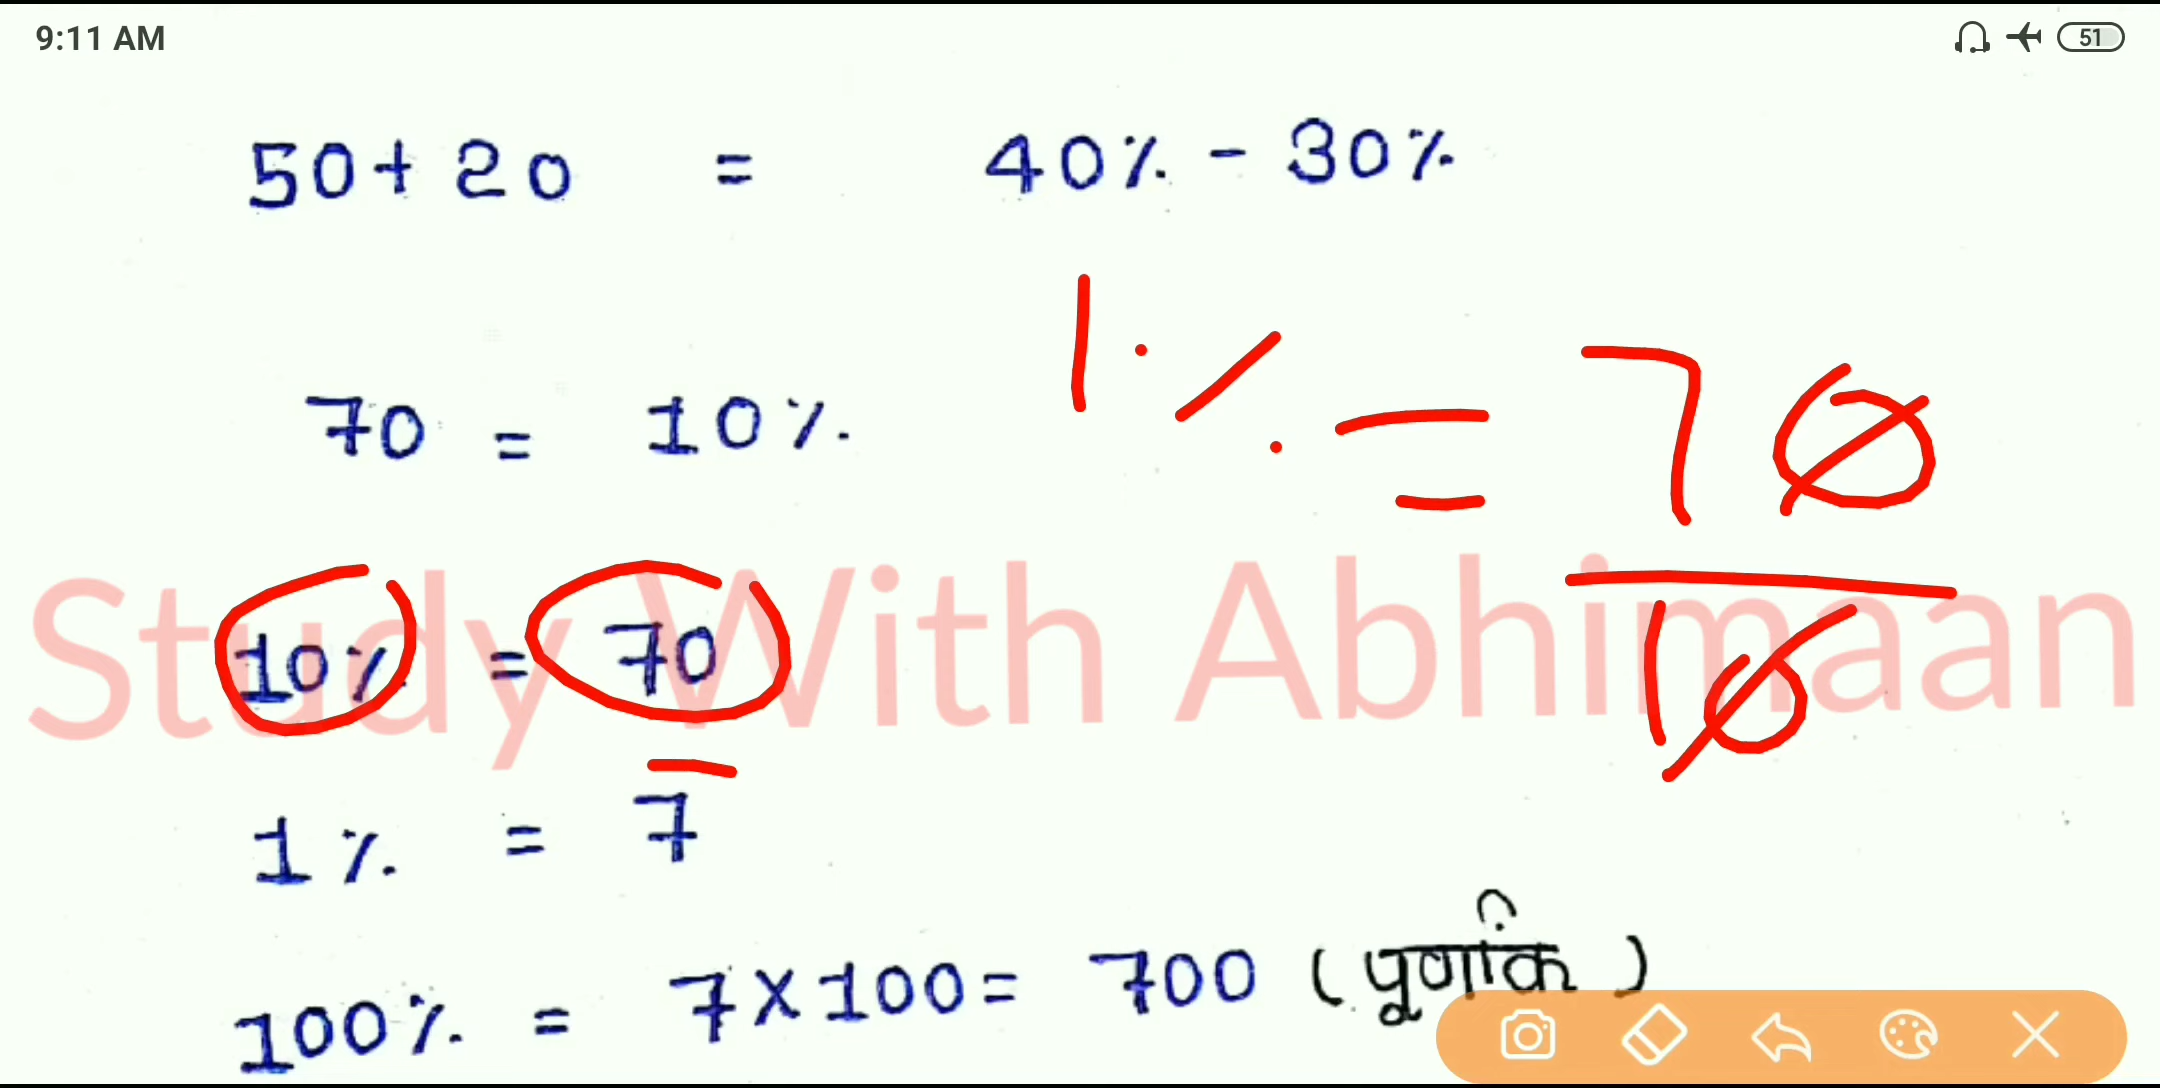 9:11 AM
51
50+20 = 40% - 30%
1% = 70/10
70 = 10%
Study With Abhimaan
10% = 70
1% = 7
100% = 7×100= 700 (पूर्णांक)